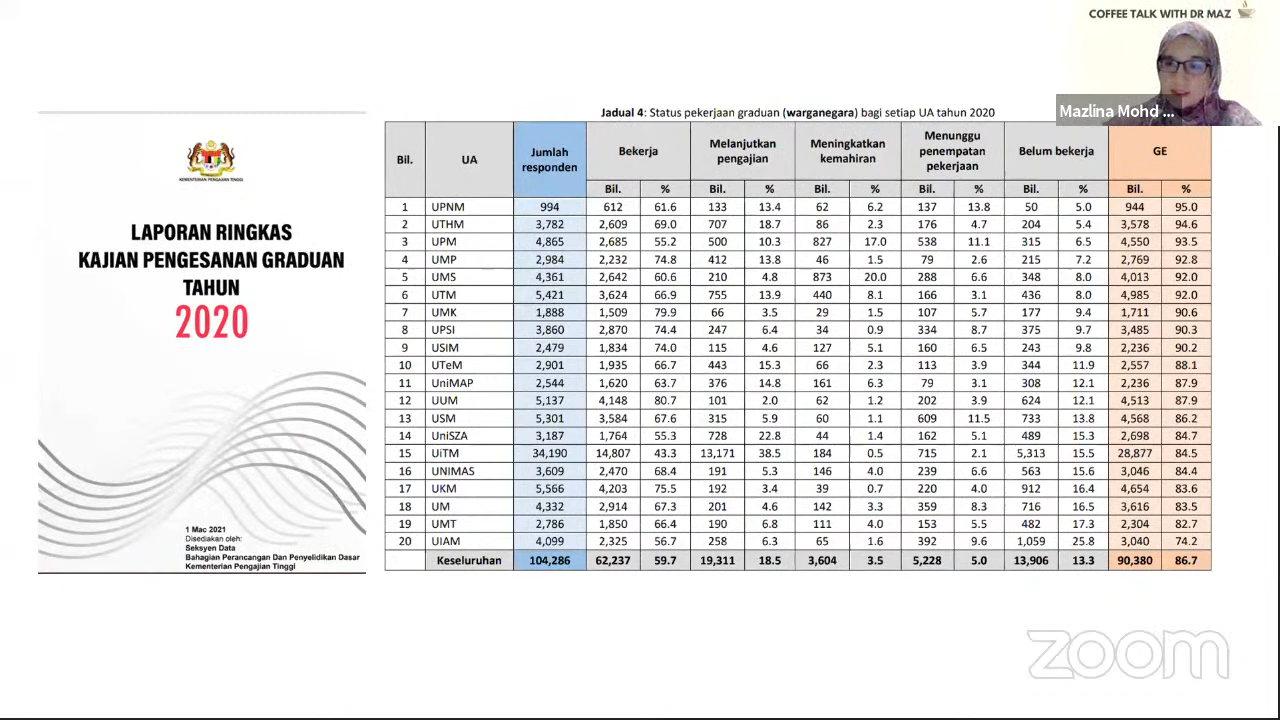 COFFEE TALK WITH DR MAZ
Mazlina Mohd ...
KEMENTERIAN PENGAJIAN TINGGI
LAPORAN RINGKAS
KAJIAN PENGESANAN GRADUAN
TAHUN
2020
1 Mac 2021
Disediakan oleh:
Seksyen Data
Bahagian Perancangan Dan Penyelidikan Dasar
Kementerian Pengajian Tinggi
Jadual 4: Status pekerjaan graduan (warganegara) bagi setiap UA tahun 2020
Bil. UA Jumlah responden Bekerja Melanjutkan pengajian Meningkatkan kemahiran Menunggu penempatan pekerjaan Belum bekerja GE
Bil. % Bil. % Bil. % Bil. % Bil. % Bil. %
1 UPNM 994 612 61.6 133 13.4 62 6.2 137 13.8 50 5.0 944 95.0
2 UTHM 3,782 2,609 69.0 707 18.7 86 2.3 176 4.7 204 5.4 3,578 94.6
3 UPM 4,865 2,685 55.2 500 10.3 827 17.0 538 11.1 315 6.5 4,550 93.5
4 UMP 2,984 2,232 74.8 412 13.8 46 1.5 79 2.6 215 7.2 2,769 92.8
5 UMS 4,361 2,642 60.6 210 4.8 873 20.0 288 6.6 348 8.0 4,013 92.0
6 UTM 5,421 3,624 66.9 755 13.9 440 8.1 166 3.1 436 8.0 4,985 92.0
7 UMK 1,888 1,509 79.9 66 3.5 29 1.5 107 5.7 177 9.4 1,711 90.6
8 UPSI 3,860 2,870 74.4 247 6.4 34 0.9 334 8.7 375 9.7 3,485 90.3
9 USIM 2,479 1,834 74.0 115 4.6 127 5.1 160 6.5 243 9.8 2,236 90.2
10 UTeM 2,901 1,935 66.7 443 15.3 66 2.3 113 3.9 344 11.9 2,557 88.1
11 UniMAP 2,544 1,620 63.7 376 14.8 161 6.3 79 3.1 308 12.1 2,236 87.9
12 UUM 5,137 4,148 80.7 101 2.0 62 1.2 202 3.9 624 12.1 4,513 87.9
13 USM 5,301 3,584 67.6 315 5.9 60 1.1 609 11.5 733 13.8 4,568 86.2
14 UniSZA 3,187 1,764 55.3 728 22.8 44 1.4 162 5.1 489 15.3 2,698 84.7
15 UiTM 34,190 14,807 43.3 13,171 38.5 184 0.5 715 2.1 5,313 15.5 28,877 84.5
16 UNIMAS 3,609 2,470 68.4 191 5.3 146 4.0 239 6.6 563 15.6 3,046 84.4
17 UKM 5,566 4,203 75.5 192 3.4 39 0.7 220 4.0 912 16.4 4,654 83.6
18 UM 4,332 2,914 67.3 201 4.6 142 3.3 359 8.3 716 16.5 3,616 83.5
19 UMT 2,786 1,850 66.4 190 6.8 111 4.0 153 5.5 482 17.3 2,304 82.7
20 UIAM 4,099 2,325 56.7 258 6.3 65 1.6 392 9.6 1,059 25.8 3,040 74.2
Keseluruhan 104,286 62,237 59.7 19,311 18.5 3,604 3.5 5,228 5.0 13,906 13.3 90,380 86.7
zoom